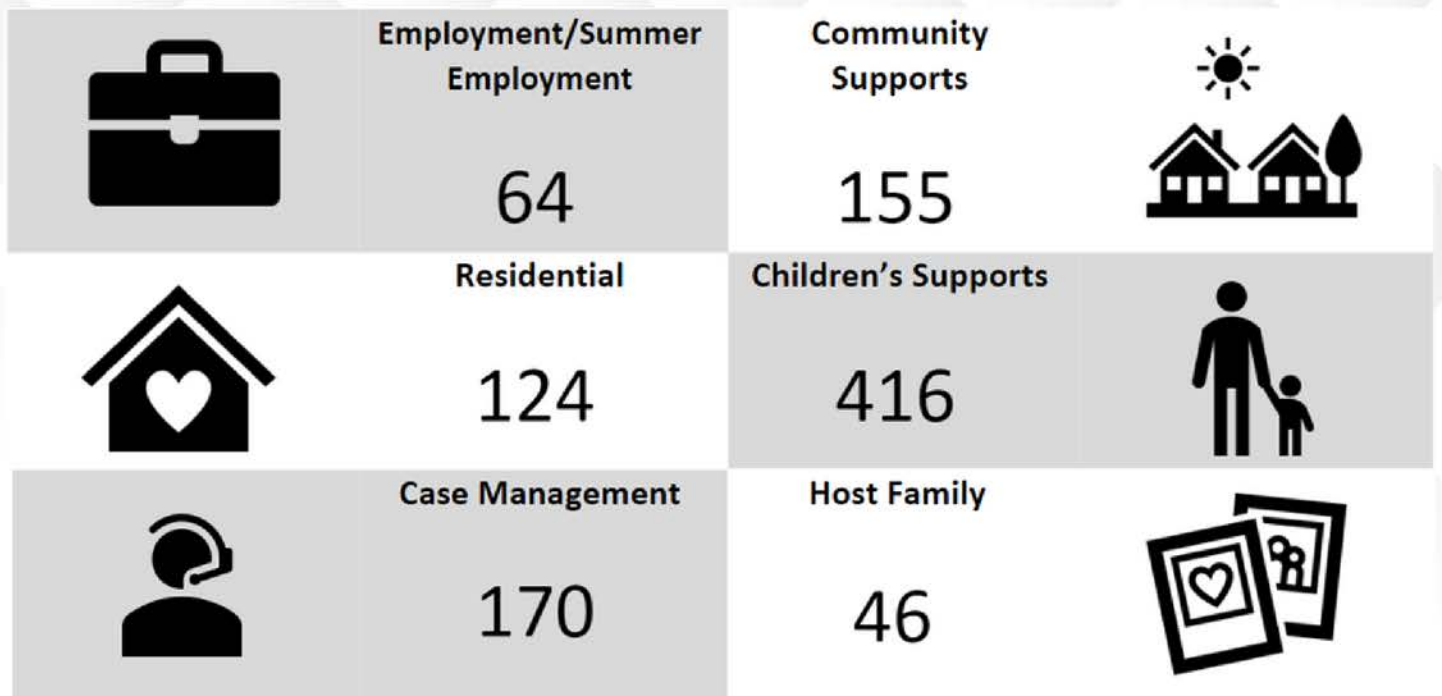 Employment/Summer
Employment
64
Community
Supports
155
Residential
124
Children's Supports
416
Case Management
170
Host Family
46